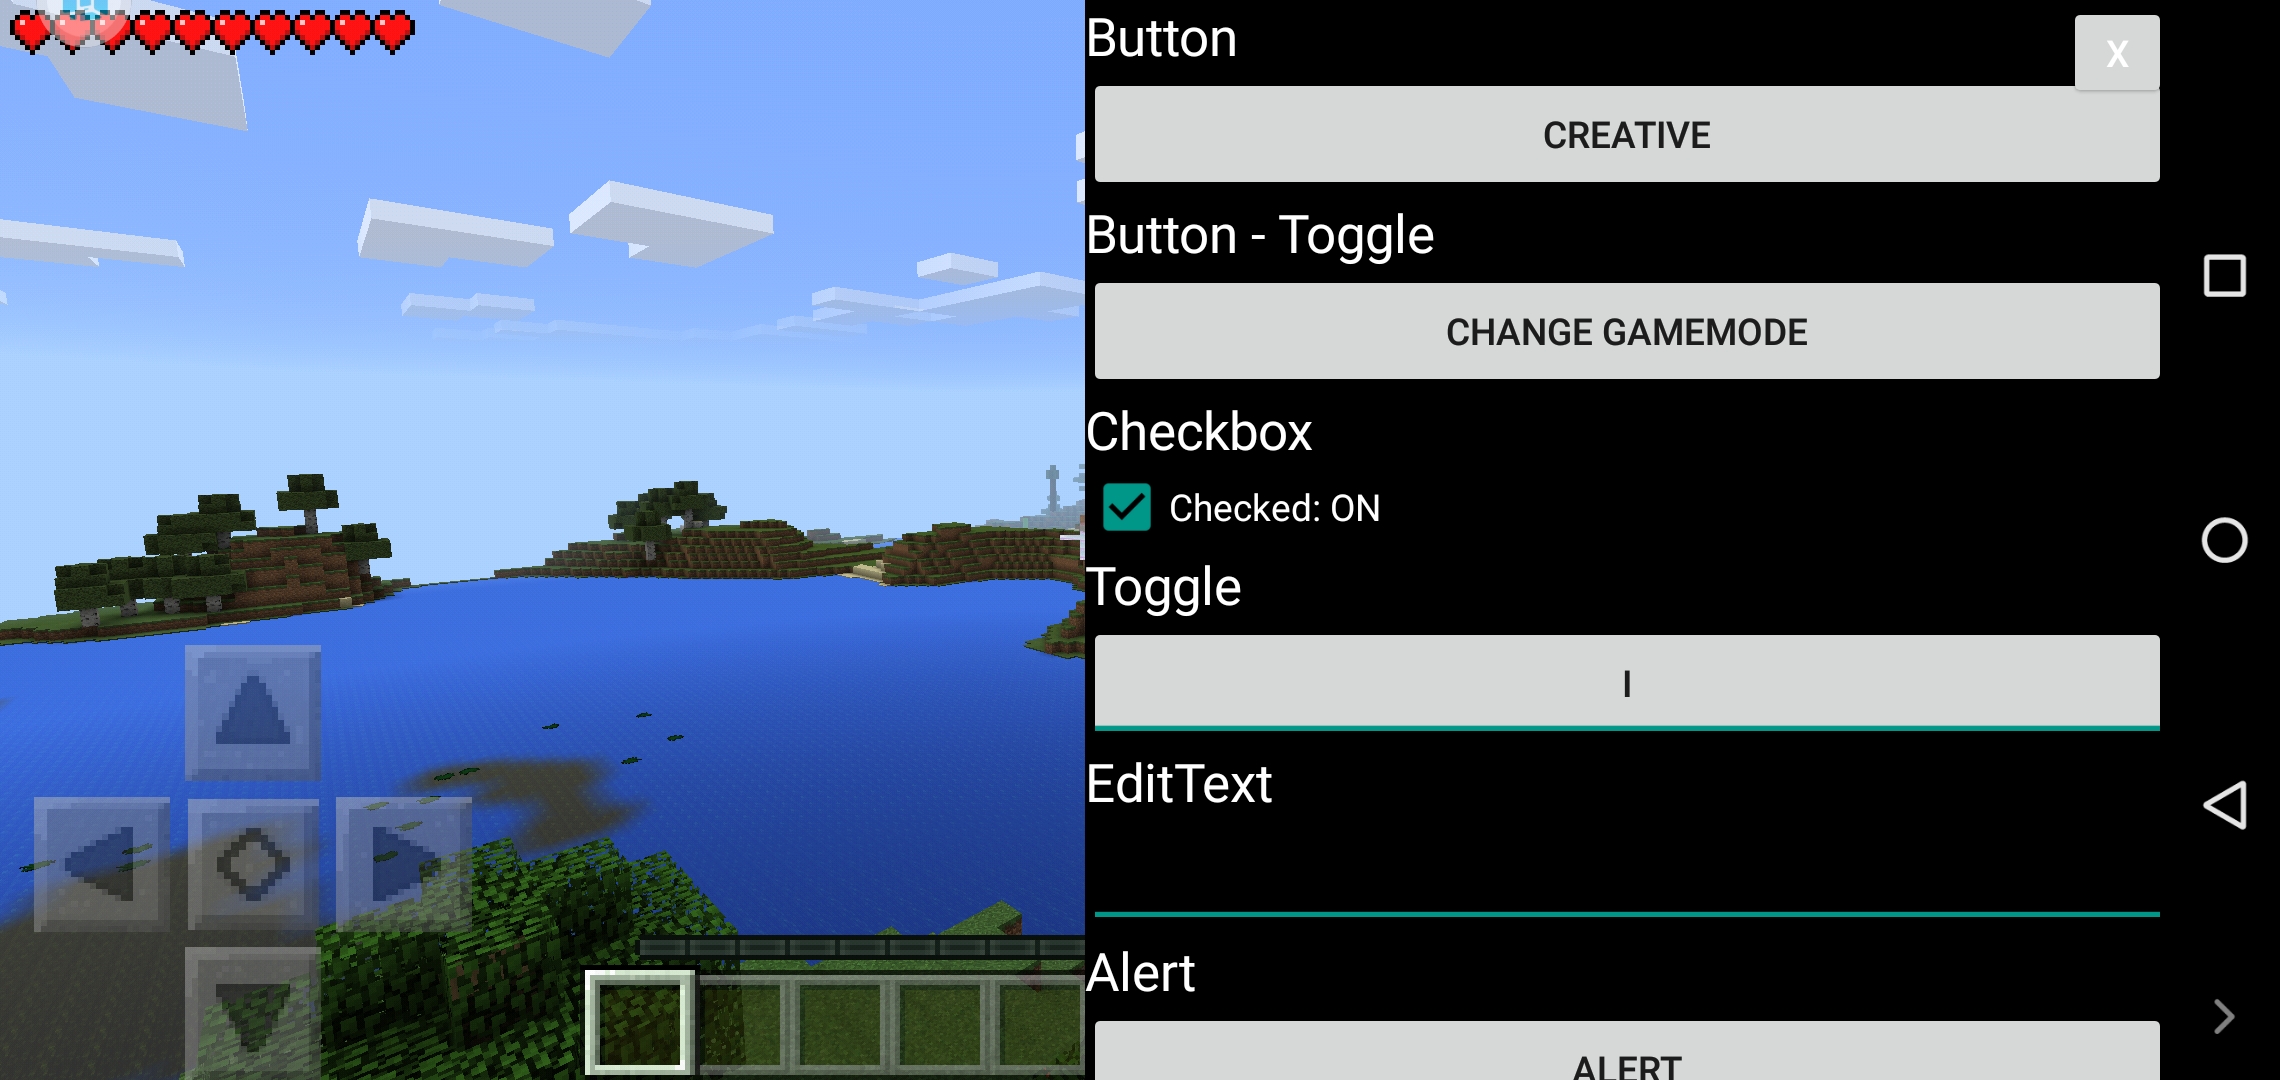 Button
X
CREATIVE
Button - Toggle
CHANGE GAMEMODE
Checkbox
Checked: ON
Toggle
I
EditText
Alert
ALERT